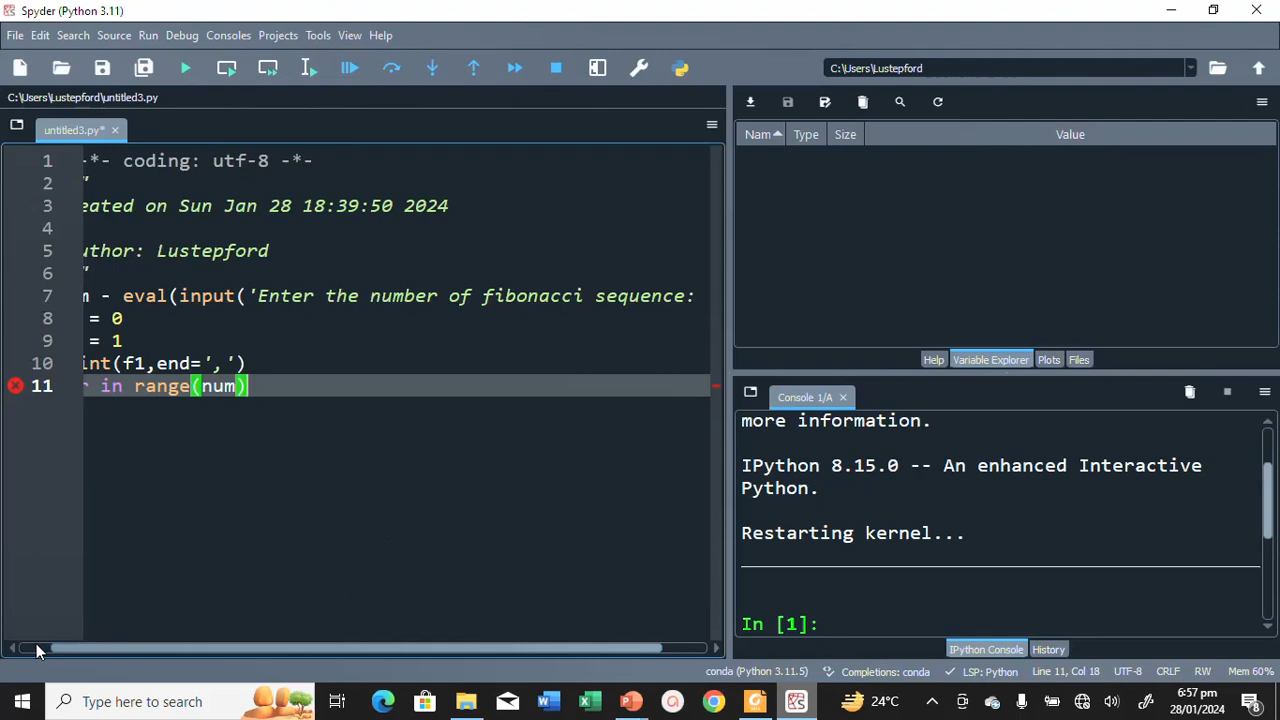 Spyder (Python 3.11)
File Edit Search Source Run Debug Consoles Projects Tools View Help
C:\Users\Lustepford
C:\Users\Lustepford\untitled3.py
untitled3.py*
1 -*- coding: utf-8 -*-
2 "
3 eated on Sun Jan 28 18:39:50 2024
4
5 uthor: Lustepford
6 "
7 m - eval(input('Enter the number of fibonacci sequence:
8 = 0
9 = 1
10 int(f1,end=',')
11 r in range(num)
Nam Type Size Value
Help Variable Explorer Plots Files
Console 1/A
more information.
IPython 8.15.0 -- An enhanced Interactive
Python.
Restarting kernel...
In [1]:
IPython Console History
conda (Python 3.11.5) Completions: conda LSP: Python Line 11, Col 18 UTF-8 CRLF RW Mem 60%
Type here to search
24°C
6:57 pm
28/01/2024
8